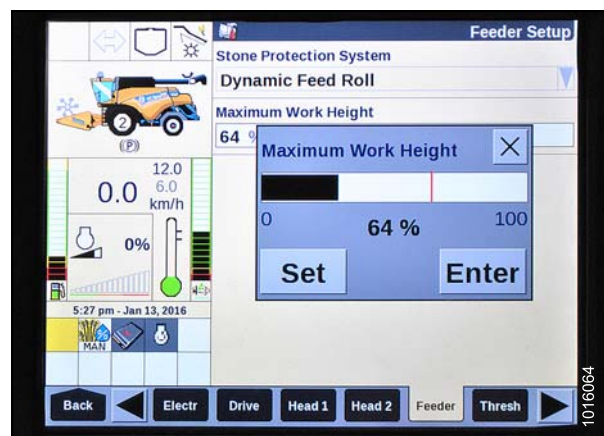 Feeder Setup
Stone Protection System
Dynamic Feed Roll
Maximum Work Height
64 %
Maximum Work Height
0
64 %
100
Set
Enter
2
(P)
12.0
0.0
6.0
km/h
0%
5:27 pm - Jan 13, 2016
MAN
Back
Electr
Drive
Head 1
Head 2
Feeder
Thresh
1016064